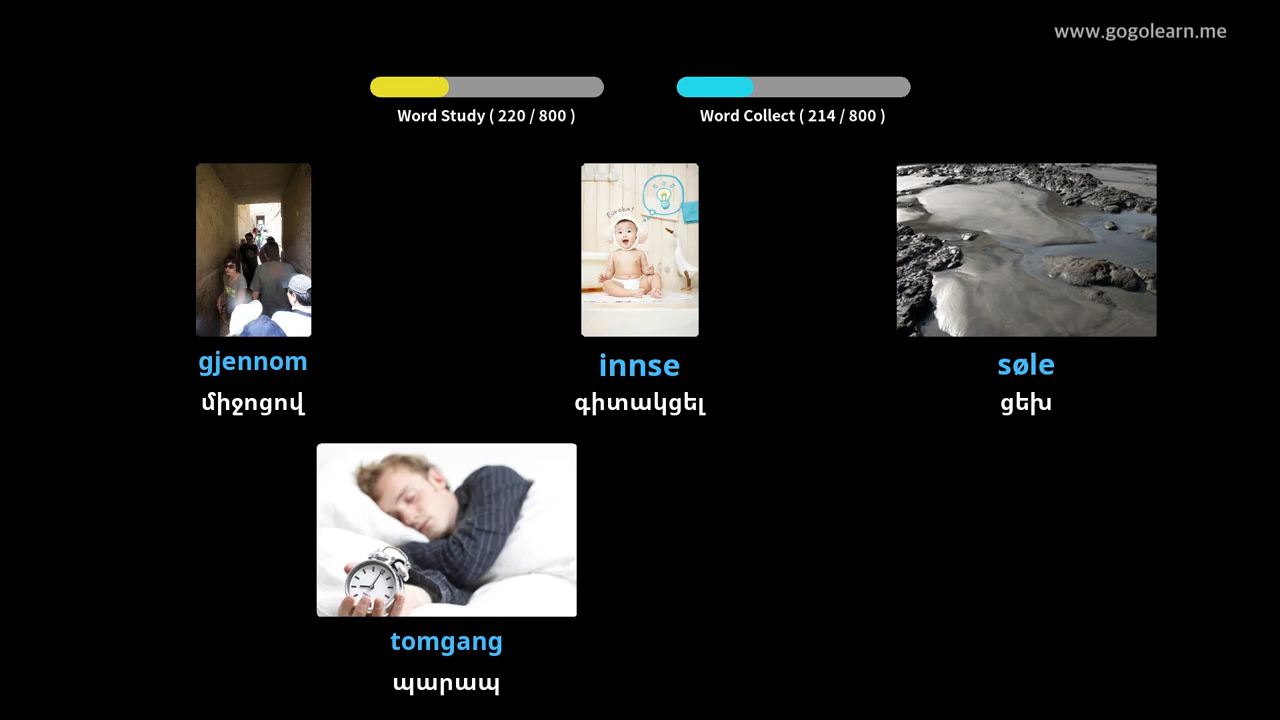 www.gogolearn.me
Word Study ( 220 / 800 )
Word Collect ( 214 / 800 )
Eureka!
gjennom
միջոցով
innse
գիտակցել
søle
ցեխ
tomgang
պարապ